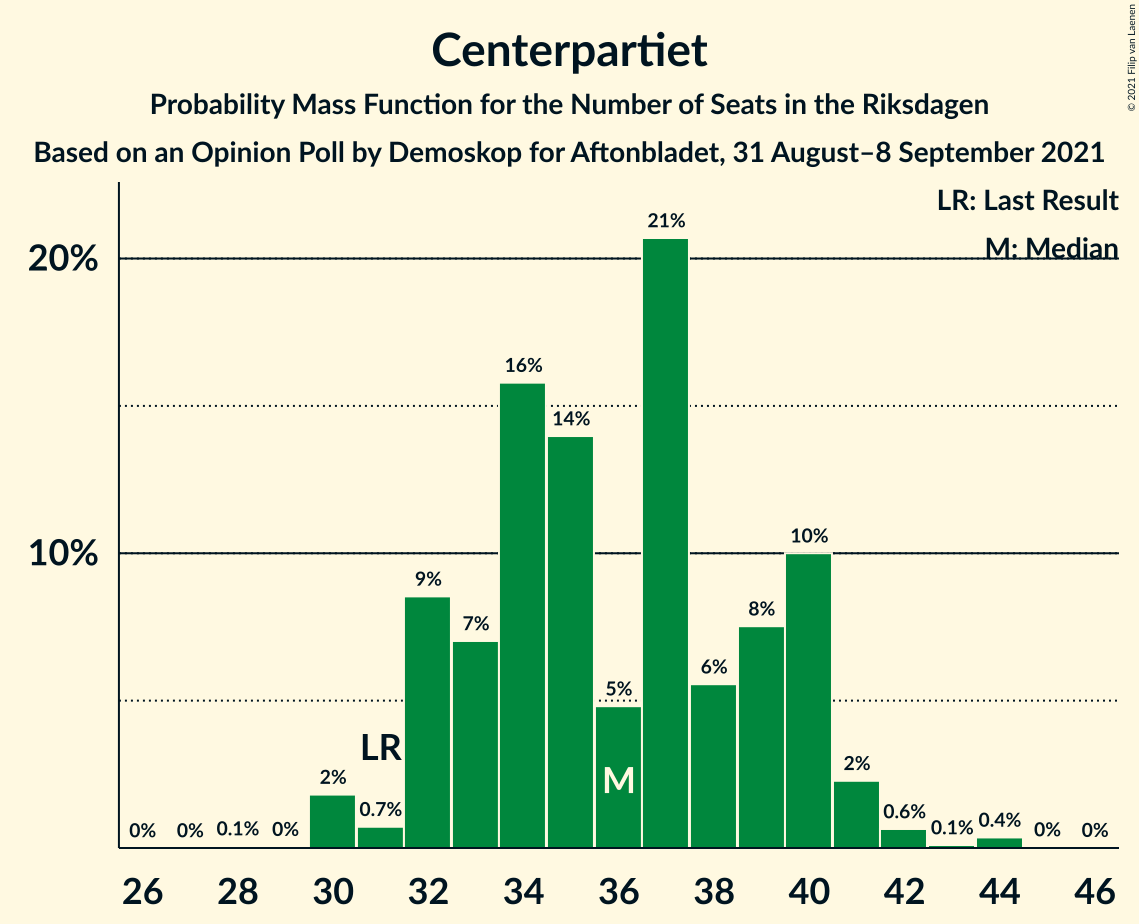 Centerpartiet
Probability Mass Function for the Number of Seats in the Riksdagen
Based on an Opinion Poll by Demoskop for Aftonbladet, 31 August–8 September 2021
© 2021 Filip van Laenen
LR: Last Result
M: Median
20%
10%
0%
0%
0.1%
0%
2%
0.7%
9%
7%
16%
14%
5%
21%
6%
8%
10%
2%
0.6%
0.1%
0.4%
0%
0%
LR
M
26 28 30 32 34 36 38 40 42 44 46